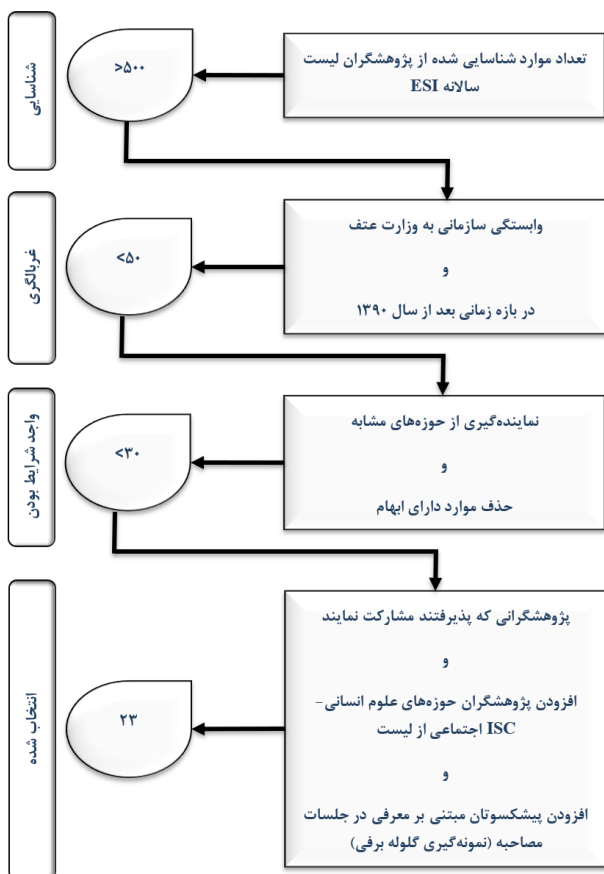 تعداد موارد شناسایی شده از پژوهشگران لیست
سالانه ESI
>۵۰۰
شناسایی
وابستگی سازمانی به وزارت عتف
و
در بازه زمانی بعد از سال ۱۳۹۰
<۵۰
غربالگری
نماینده‌گیری از حوزه‌های مشابه
و
حذف موارد دارای ابهام
<۳۰
واجد شرایط بودن
پژوهشگرانی که پذیرفتند مشارکت نمایند
و
افزودن پژوهشگران حوزه‌های علوم انسانی–
اجتماعی از لیست ISC
و
افزودن پیشکسوتان مبتنی بر معرفی در جلسات
مصاحبه (نمونه‌گیری گلوله برفی)
۲۳
انتخاب شده